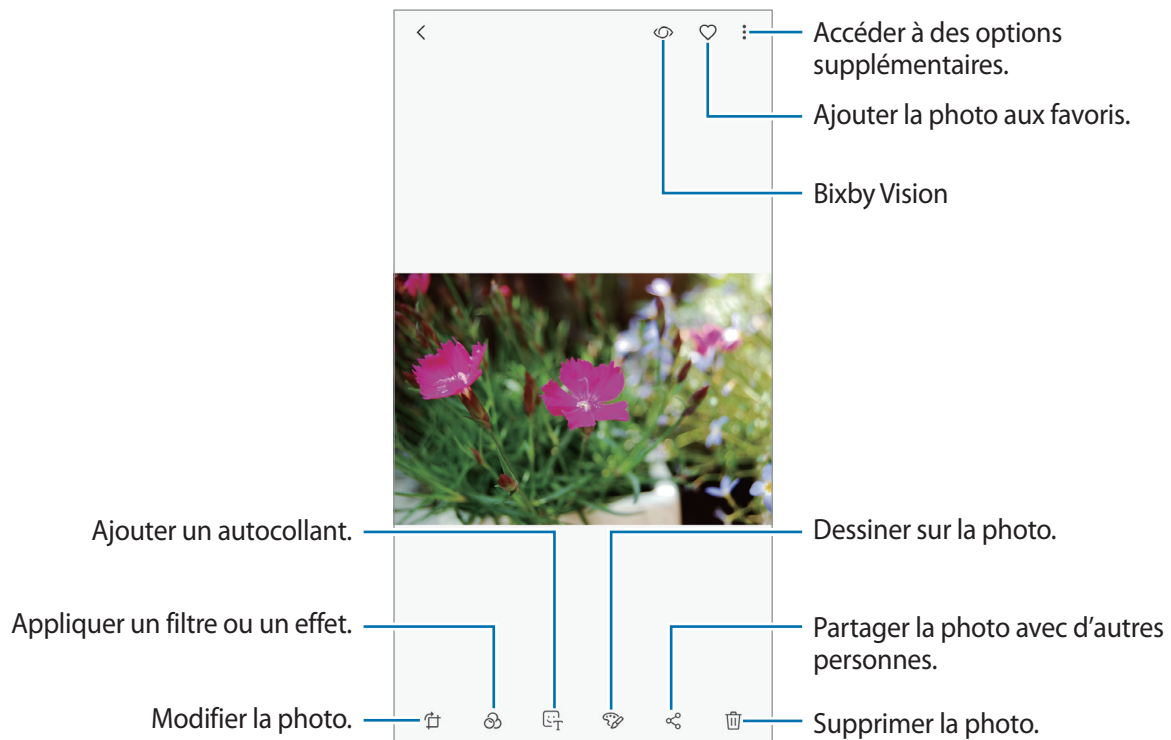 Accéder à des options
supplémentaires.
Ajouter la photo aux favoris.
Bixby Vision
Ajouter un autocollant.
Dessiner sur la photo.
Appliquer un filtre ou un effet.
Partager la photo avec d'autres
personnes.
Modifier la photo.
Supprimer la photo.